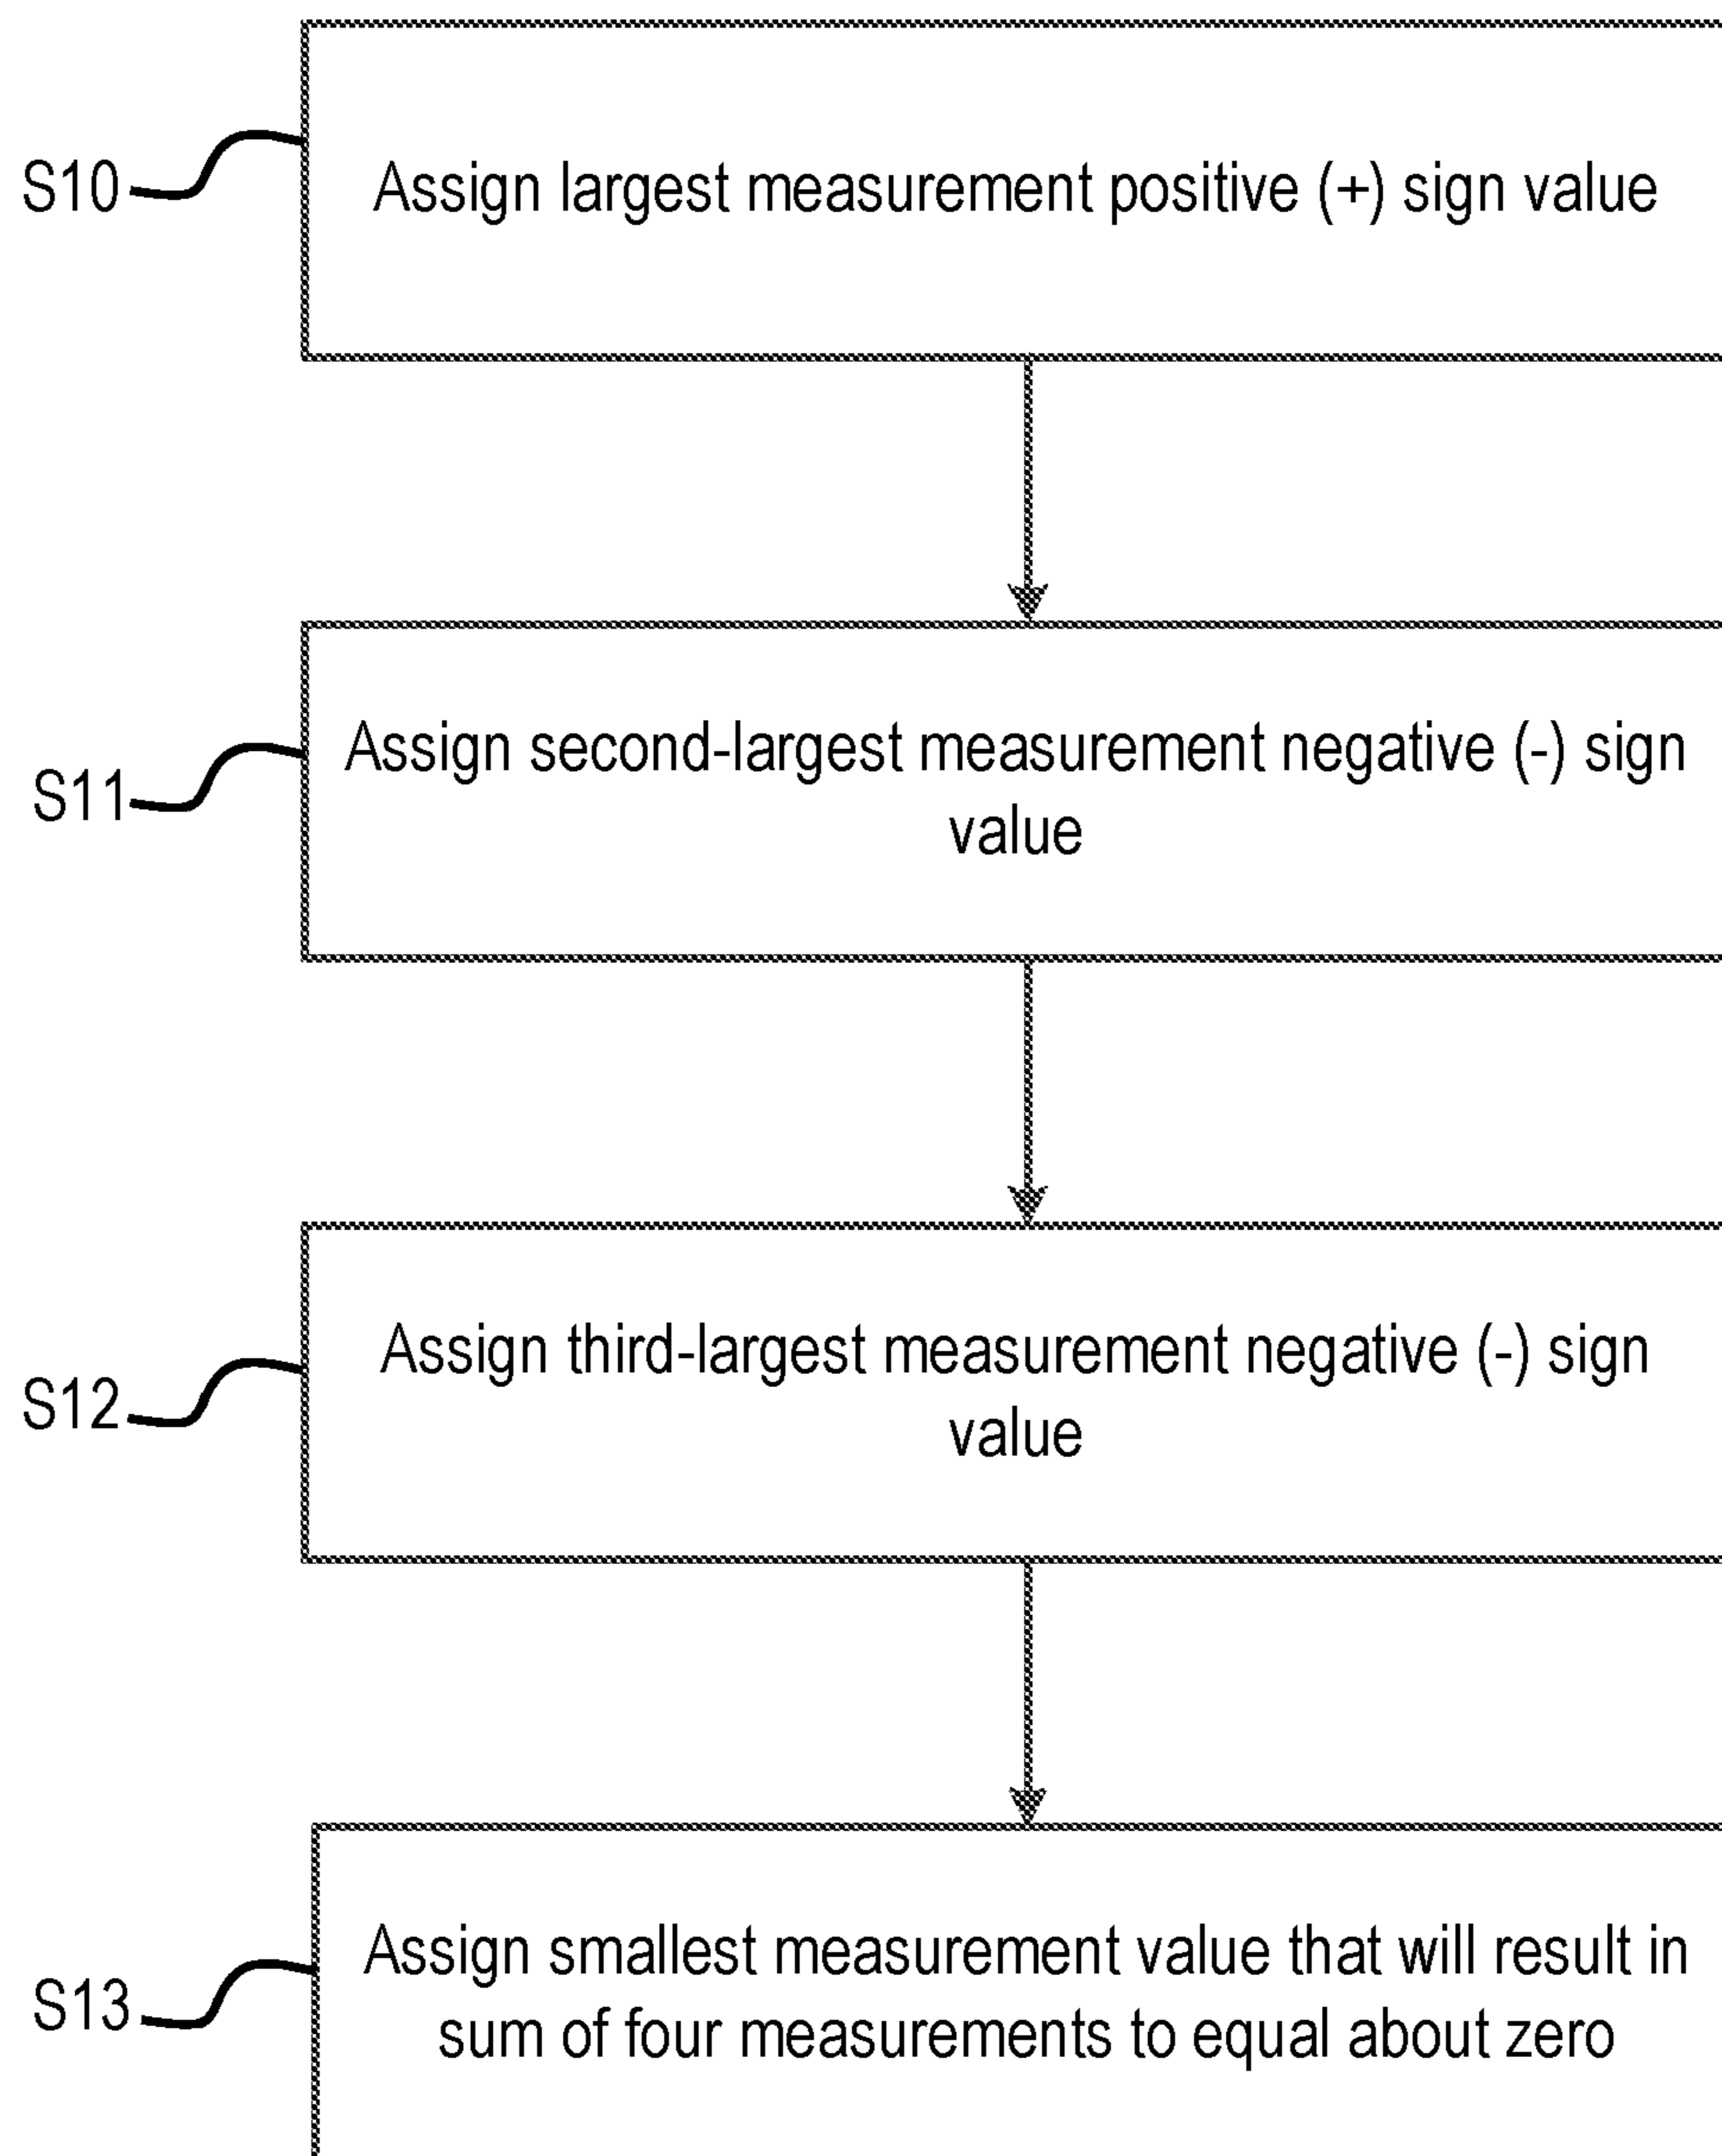 S10
Assign largest measurement positive (+) sign value
S11
Assign second-largest measurement negative (-) sign
value
S12
Assign third-largest measurement negative (-) sign
value
S13
Assign smallest measurement value that will result in
sum of four measurements to equal about zero